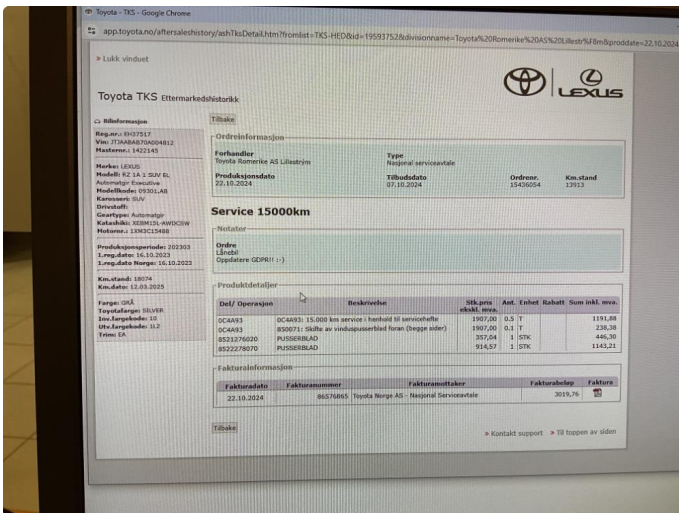 Toyota - TKS - Google Chrome
app.toyota.no/aftersaleshistory/ashTksDetail.htm?fromlist=TKS-HED&id=19593752&divisionname=Toyota%20Romerike%20AS%20Lillestr%F8m&proddate=22.10.2024
» Lukk vinduet
LEXUS
Toyota TKS Ettermarkedshistorikk
Bilinformasjon
Reg.nr.: EH37517
Vin: JTJAABAB70A004812
Masternr.: 1422145
Merke: LEXUS
Modell: RZ 1A 1 SUV EL
Automatgir Executive
Modellkode: 09301.AB
Karosseri: SUV
Drivstoff:
Geartype: Automatgir
Katashiki: XEBM15L-AWDCSW
Motornr.: 1XM3C15488
Produksjonsperiode: 202303
1.reg.dato: 16.10.2023
1.reg.dato Norge: 16.10.2023
Km.stand: 18074
Km.dato: 12.03.2025
Farge: GRÅ
Toyotafarge: SILVER
Inv.fargekode: 10
Utv.fargekode: 1L2
Trim: EA
Tilbake
Ordreinformasjon
Forhandler Type
Toyota Romerike AS Lillestrøm Nasjonal serviceavtale
Produksjonsdato Tilbudsdato Ordrenr. Km.stand
22.10.2024 07.10.2024 15436054 13913
Service 15000km
Notater
Ordre
Lånebil
Oppdatere GDPR!! :-)
Produktdetaljer
Del/ Operasjon Beskrivelse Stk.pris ekskl. mva. Ant. Enhet Rabatt Sum inkl. mva.
0C4A93 0C4A93: 15.000 km service i henhold til servicehefte 1907,00 0.5 T 1191,88
0C4A93 850071: Skifte av vinduspusserblad foran (begge sider) 1907,00 0.1 T 238,38
8521276020 PUSSERBLAD 357,04 1 STK 446,30
8522278070 PUSSERBLAD 914,57 1 STK 1143,21
Fakturainformasjon
Fakturadato Fakturanummer Fakturamottaker Fakturabeløp Faktura
22.10.2024 86576865 Toyota Norge AS - Nasjonal Serviceavtale 3019,76
Tilbake
» Kontakt support » Til toppen av siden